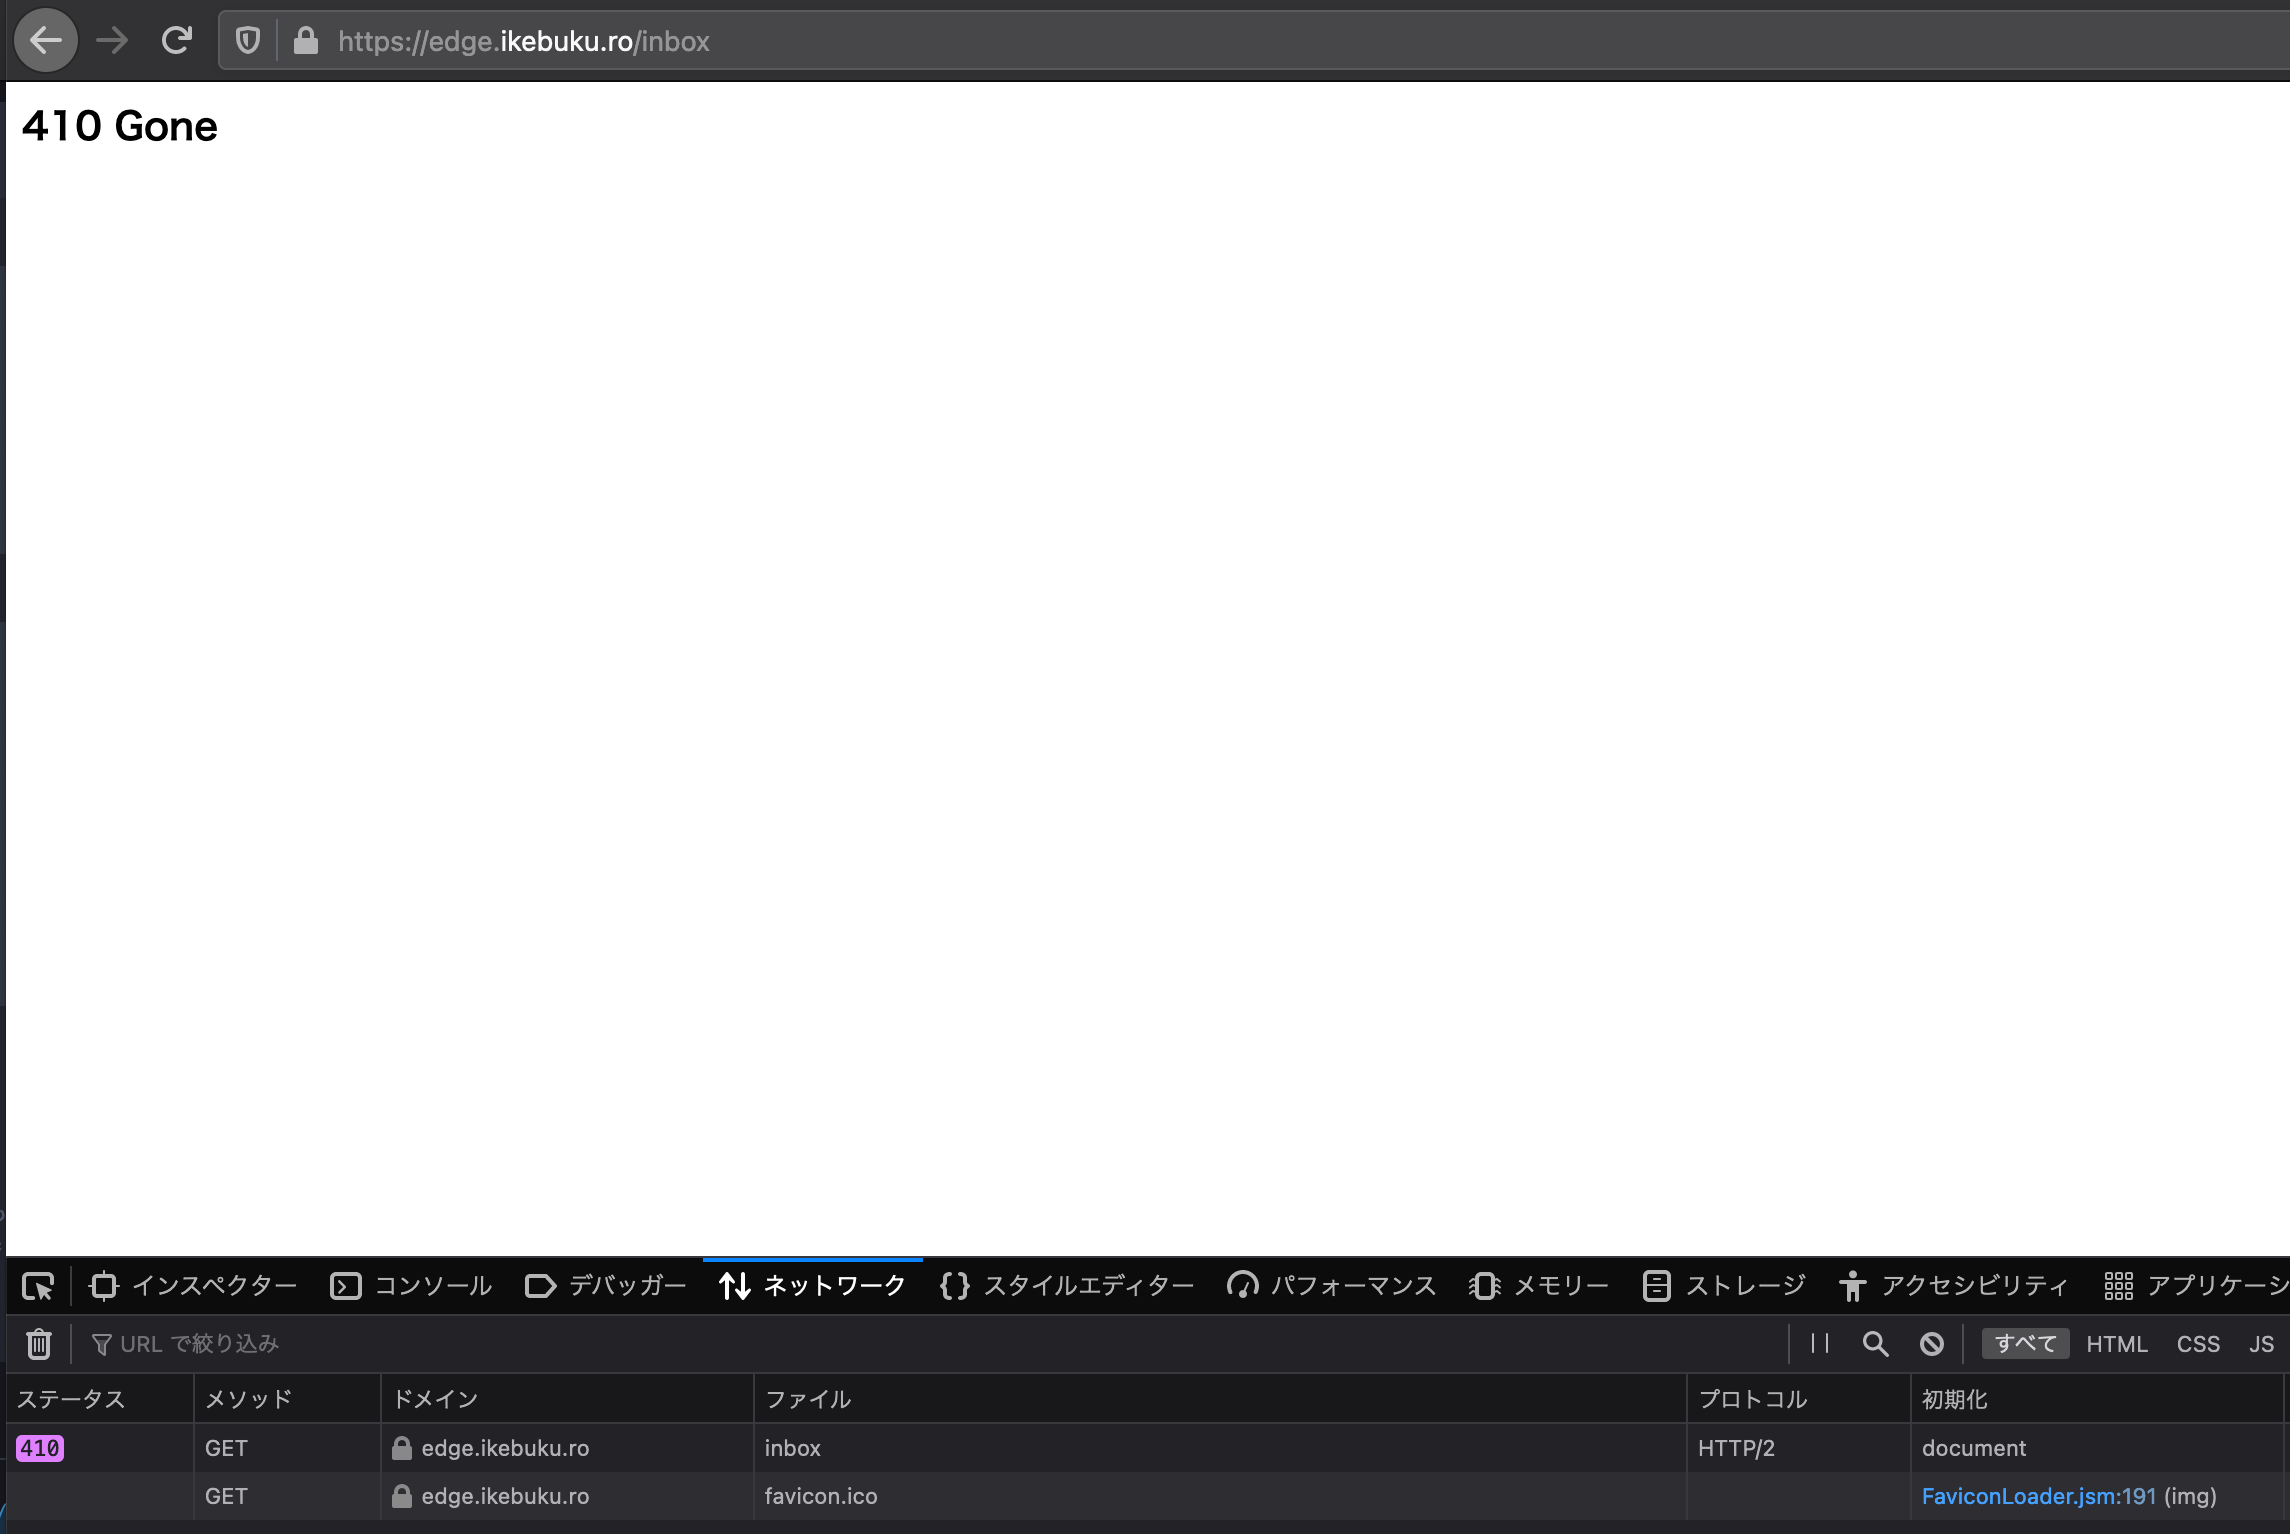 https://edge.ikebuku.ro/inbox
410 Gone
インスペクター コンソール デバッガー ネットワーク スタイルエディター パフォーマンス メモリー ストレージ アクセシビリティ アプリケーシ
URL で絞り込み すべて HTML CSS JS
ステータス メソッド ドメイン ファイル プロトコル 初期化
410 GET edge.ikebuku.ro inbox HTTP/2 document
GET edge.ikebuku.ro favicon.ico FaviconLoader.jsm:191 (img)